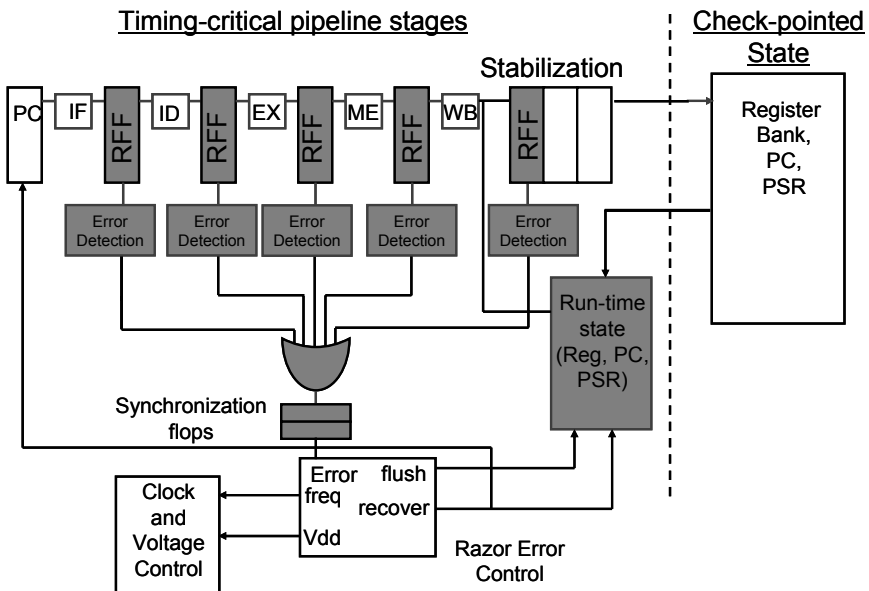 Timing-critical pipeline stages
Check-pointed
State
Stabilization
PC
IF
RFF
ID
RFF
EX
RFF
ME
RFF
WB
RFF
Register
Bank,
PC,
PSR
Error
Detection
Error
Detection
Error
Detection
Error
Detection
Error
Detection
Run-time
state
(Reg, PC,
PSR)
Synchronization
flops
Error
flush
freq
recover
Vdd
Clock
and
Voltage
Control
Razor Error
Control